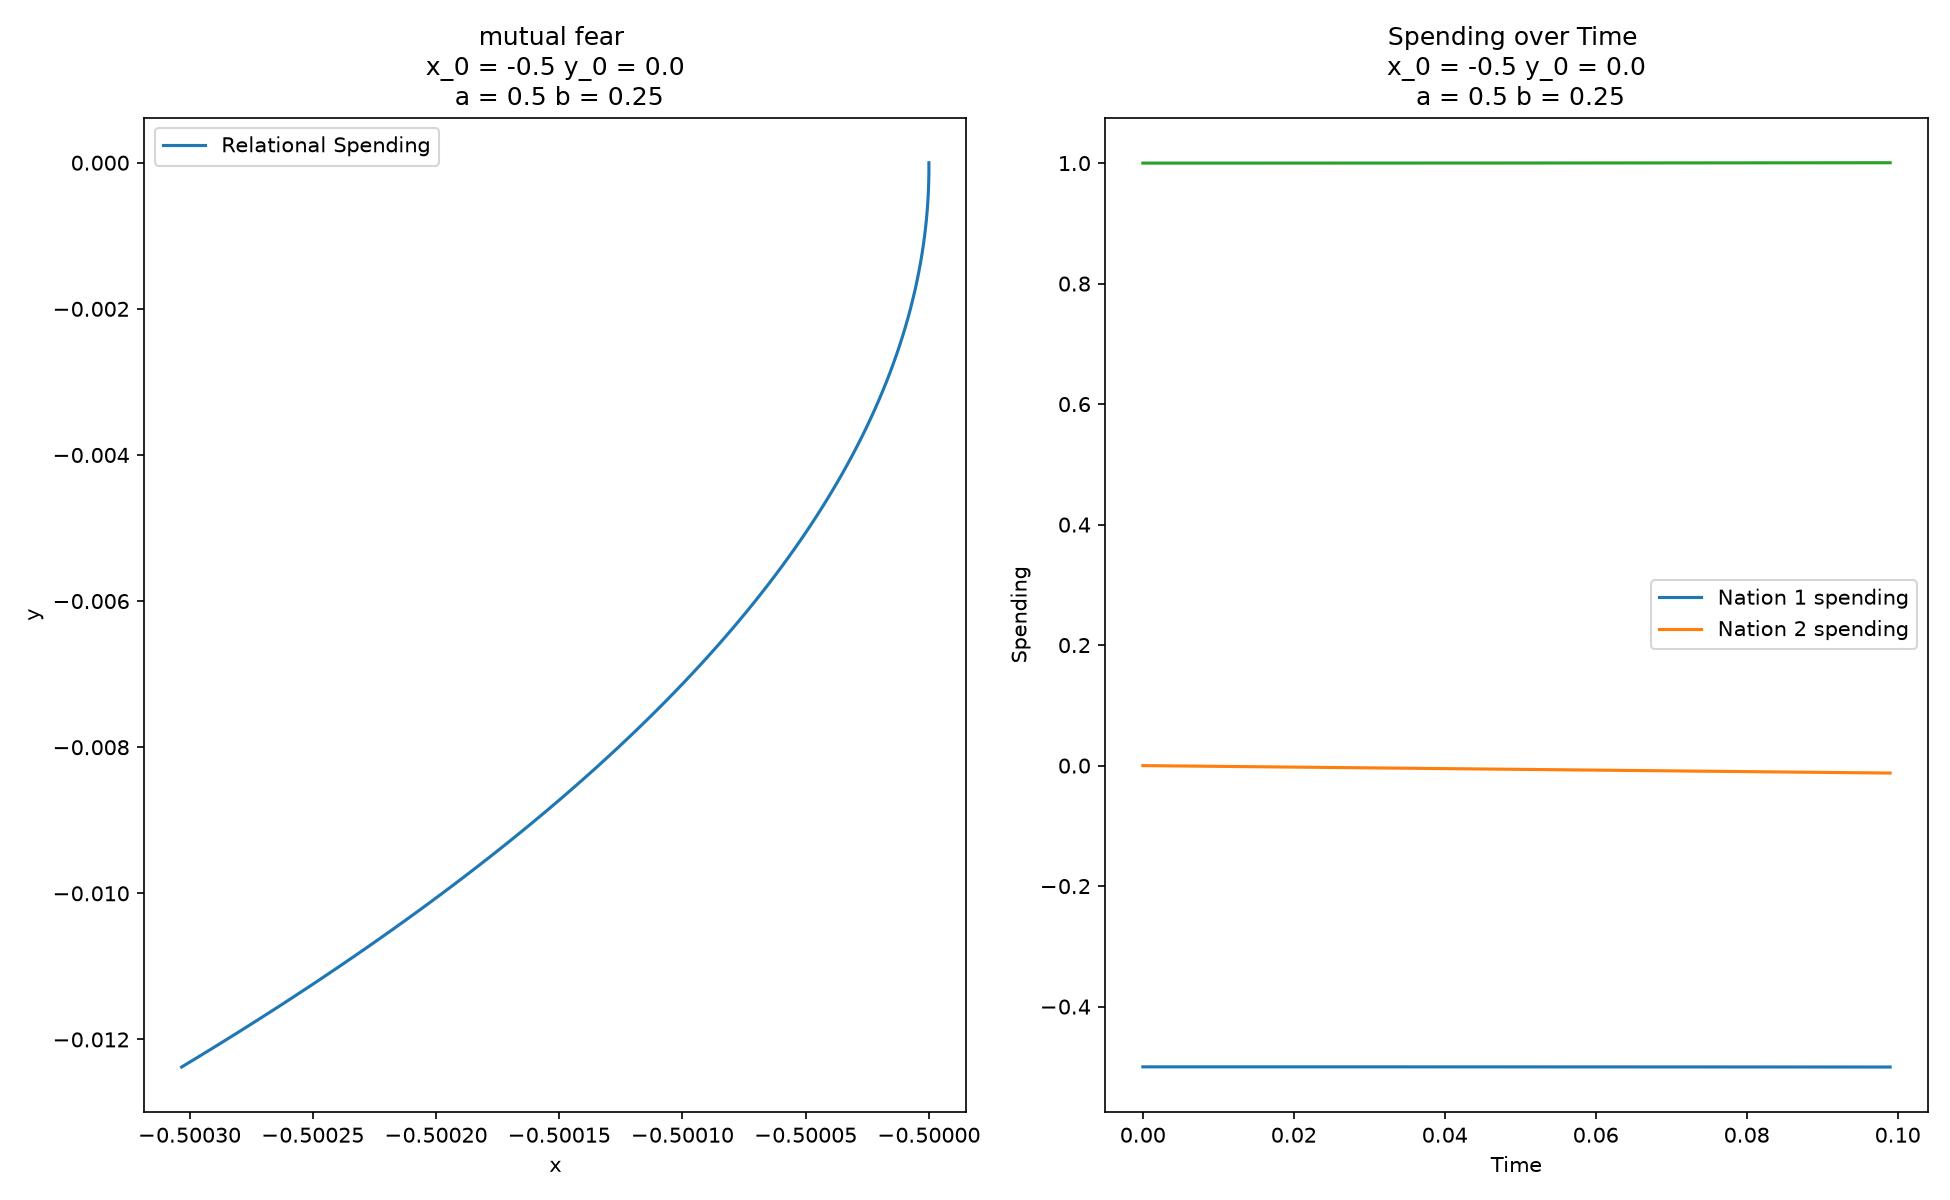 mutual fear
x_0 = -0.5 y_0 = 0.0
a = 0.5 b = 0.25
Relational Spending
0.000
−0.002
−0.004
−0.006
−0.008
−0.010
−0.012
y
−0.50030 −0.50025 −0.50020 −0.50015 −0.50010 −0.50005 −0.50000
x
Spending over Time
x_0 = -0.5 y_0 = 0.0
a = 0.5 b = 0.25
1.0
0.8
0.6
0.4
0.2
0.0
−0.2
−0.4
Spending
Nation 1 spending
Nation 2 spending
0.00 0.02 0.04 0.06 0.08 0.10
Time